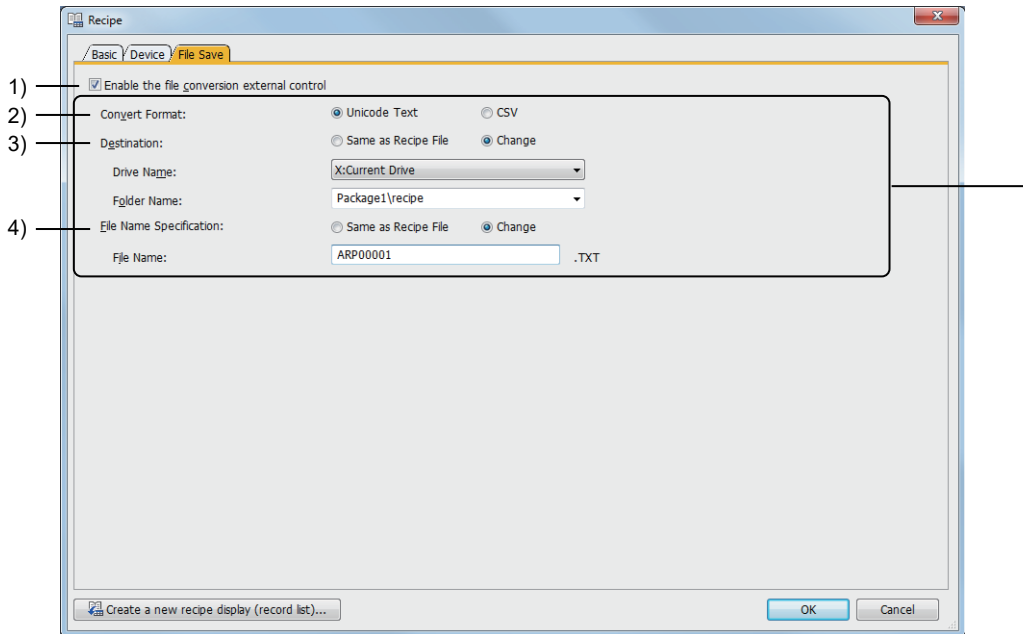 Recipe
Basic Device File Save
1) Enable the file conversion external control
2) Convert Format: Unicode Text CSV
3) Destination: Same as Recipe File Change
Drive Name: X:Current Drive
Folder Name: Package1\recipe
4) File Name Specification: Same as Recipe File Change
File Name: ARP00001 .TXT
Create a new recipe display (record list)... OK Cancel